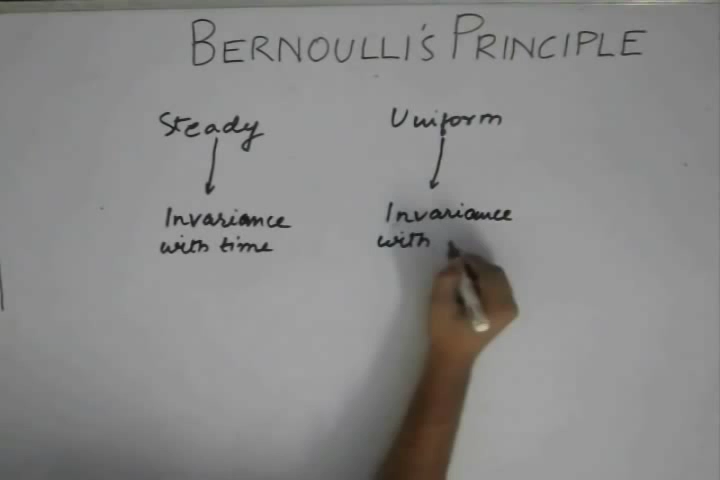 BERNOULLI'S PRINCIPLE
Steady
Uniform
Invariance
with time
Invariance
with